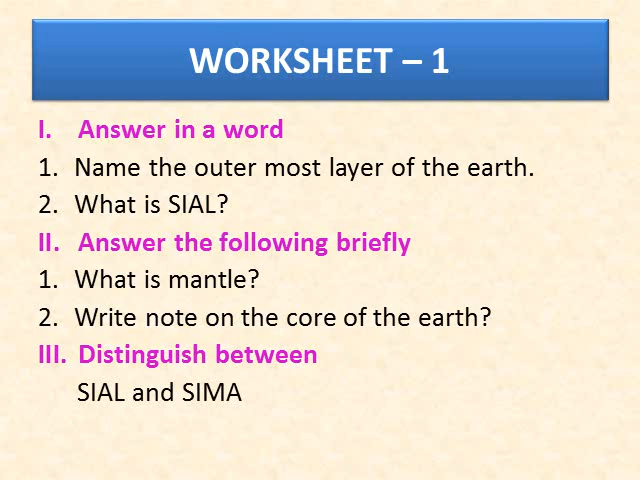 WORKSHEET – 1
I. Answer in a word
1. Name the outer most layer of the earth.
2. What is SIAL?
II. Answer the following briefly
1. What is mantle?
2. Write note on the core of the earth?
III. Distinguish between
SIAL and SIMA